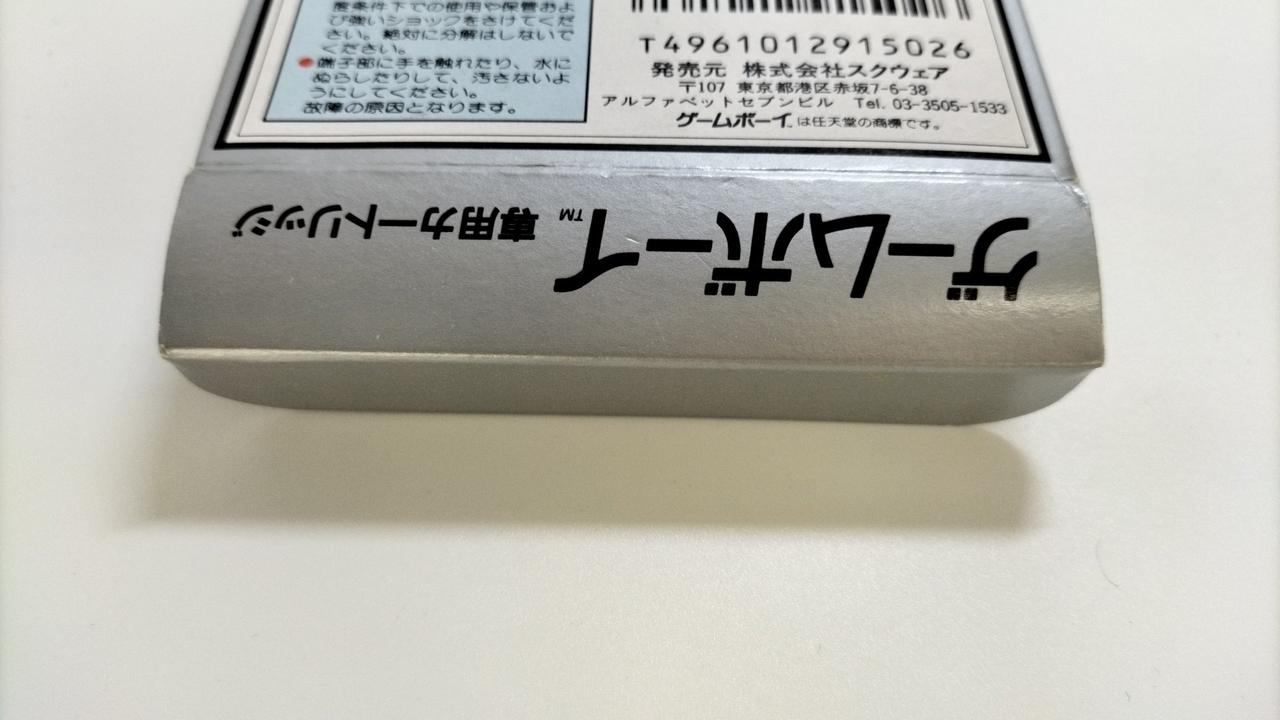 度条件下での使用や保管およ
び強いショックをさけてくだ
さい。絶対に分解はしないで
ください。
●端子部に手を触れたり、水に
ぬらしたりして、汚さないよ
うにしてください。
故障の原因となります。
T4961012915026
発売元 株式会社スクウェア
〒107 東京都港区赤坂7-6-38
アルファベットセブンビル Tel. 03-3505-1533
ゲームボーイ™は任天堂の商標です。
ゲームボーイ™専用カートリッジ